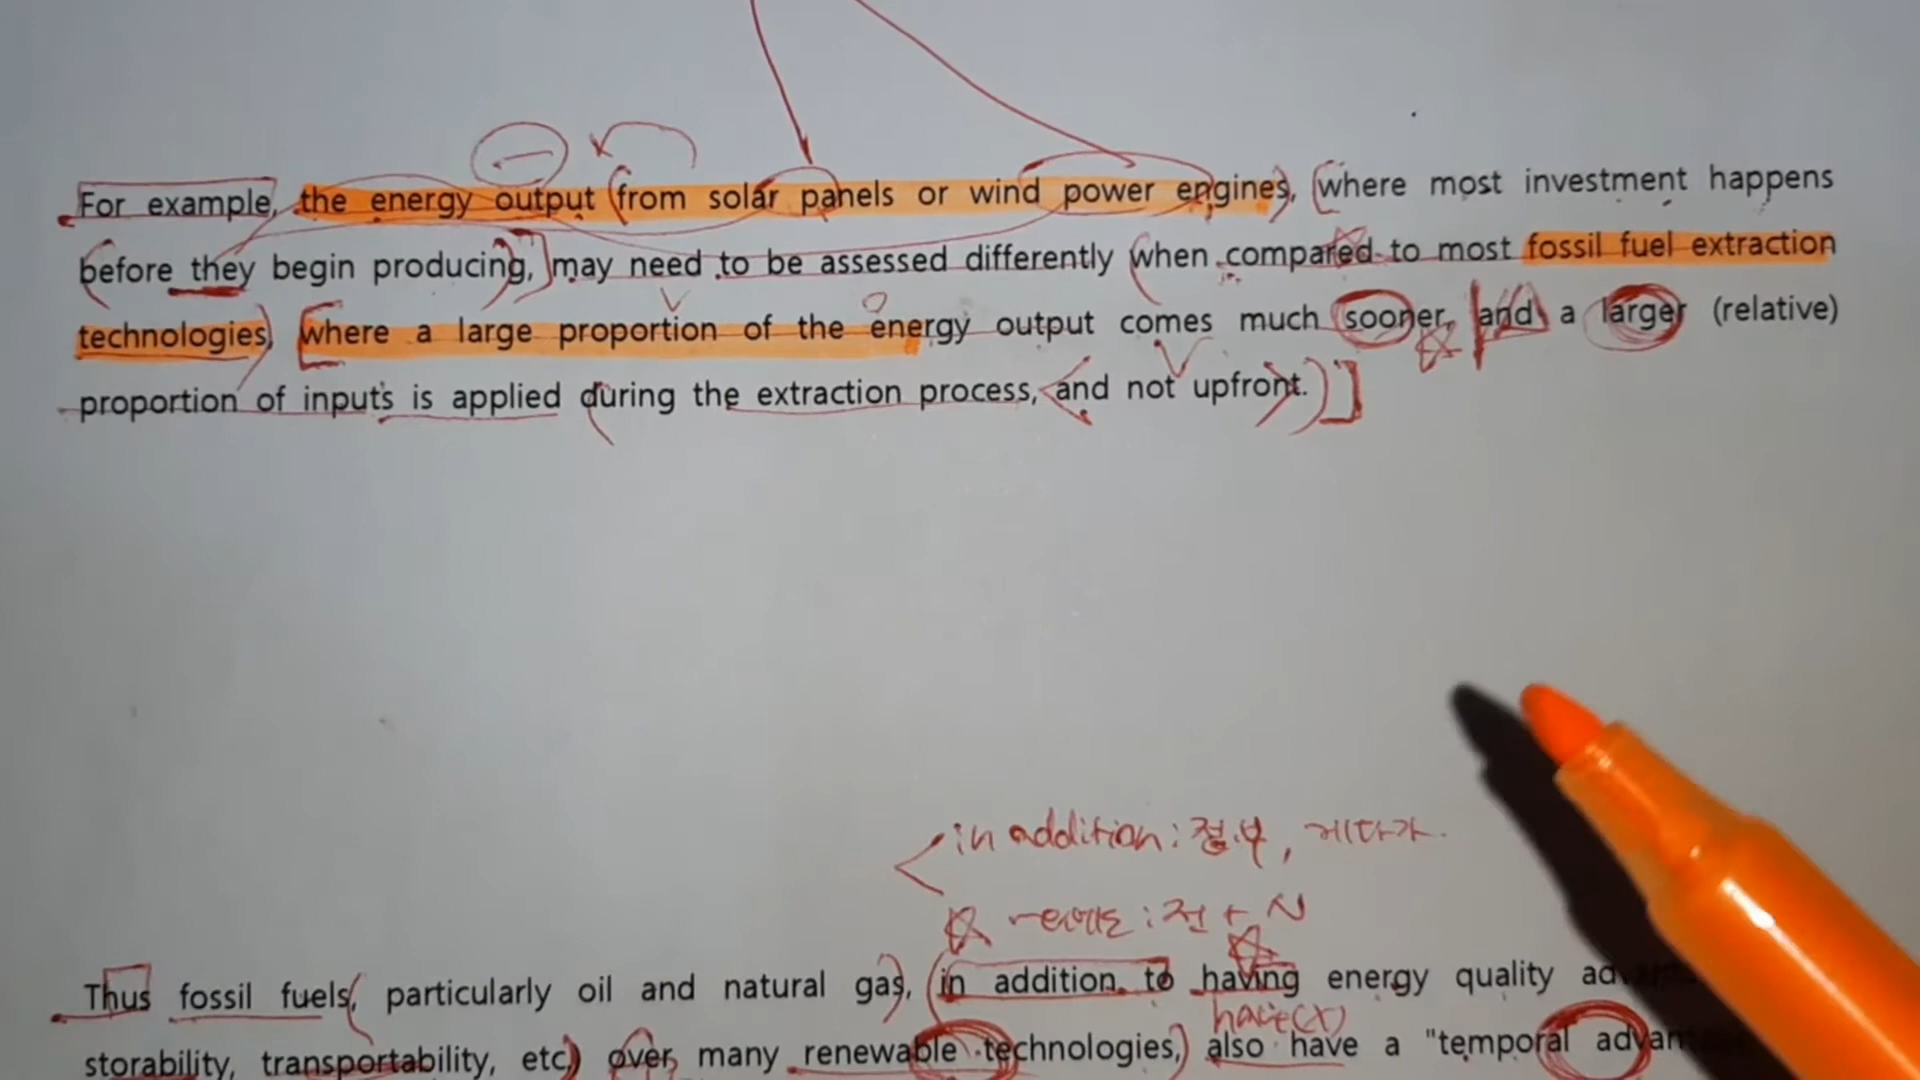 For example, the energy output from solar panels or wind power engines, where most investment happens
before they begin producing, may need to be assessed differently when compared to most fossil fuel extraction
technologies, where a large proportion of the energy output comes much sooner, and a larger (relative)
proportion of inputs is applied during the extraction process, and not upfront.
in addition : 접.부, 게다가.
: 전 + N
Thus fossil fuels, particularly oil and natural gas, in addition to having energy quality
have(X)
storability, transportability, etc.) over many renewable technologies, also have a "temporal